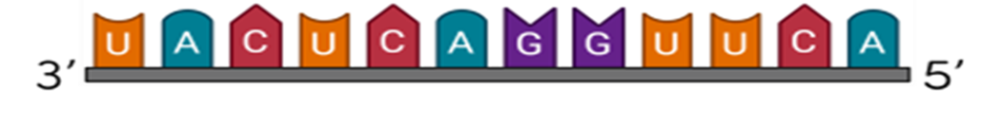 3′ U A C U C A G G U U C A 5′